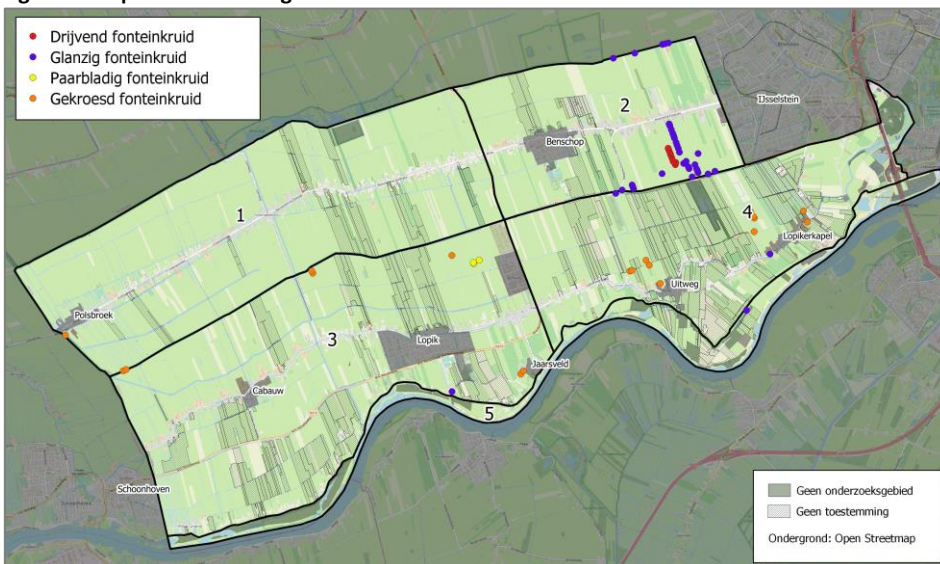 Drijvend fonteinkruid
Glanzig fonteinkruid
Paarbladig fonteinkruid
Gekroesd fonteinkruid
IJsselstein
2
Benschop
1
4
Lopikerkapel
Uitweg
Polsbroek
3
Lopik
Jaarsveld
Cabauw
5
Schoonhoven
Geen onderzoeksgebied
Geen toestemming
Ondergrond: Open Streetmap